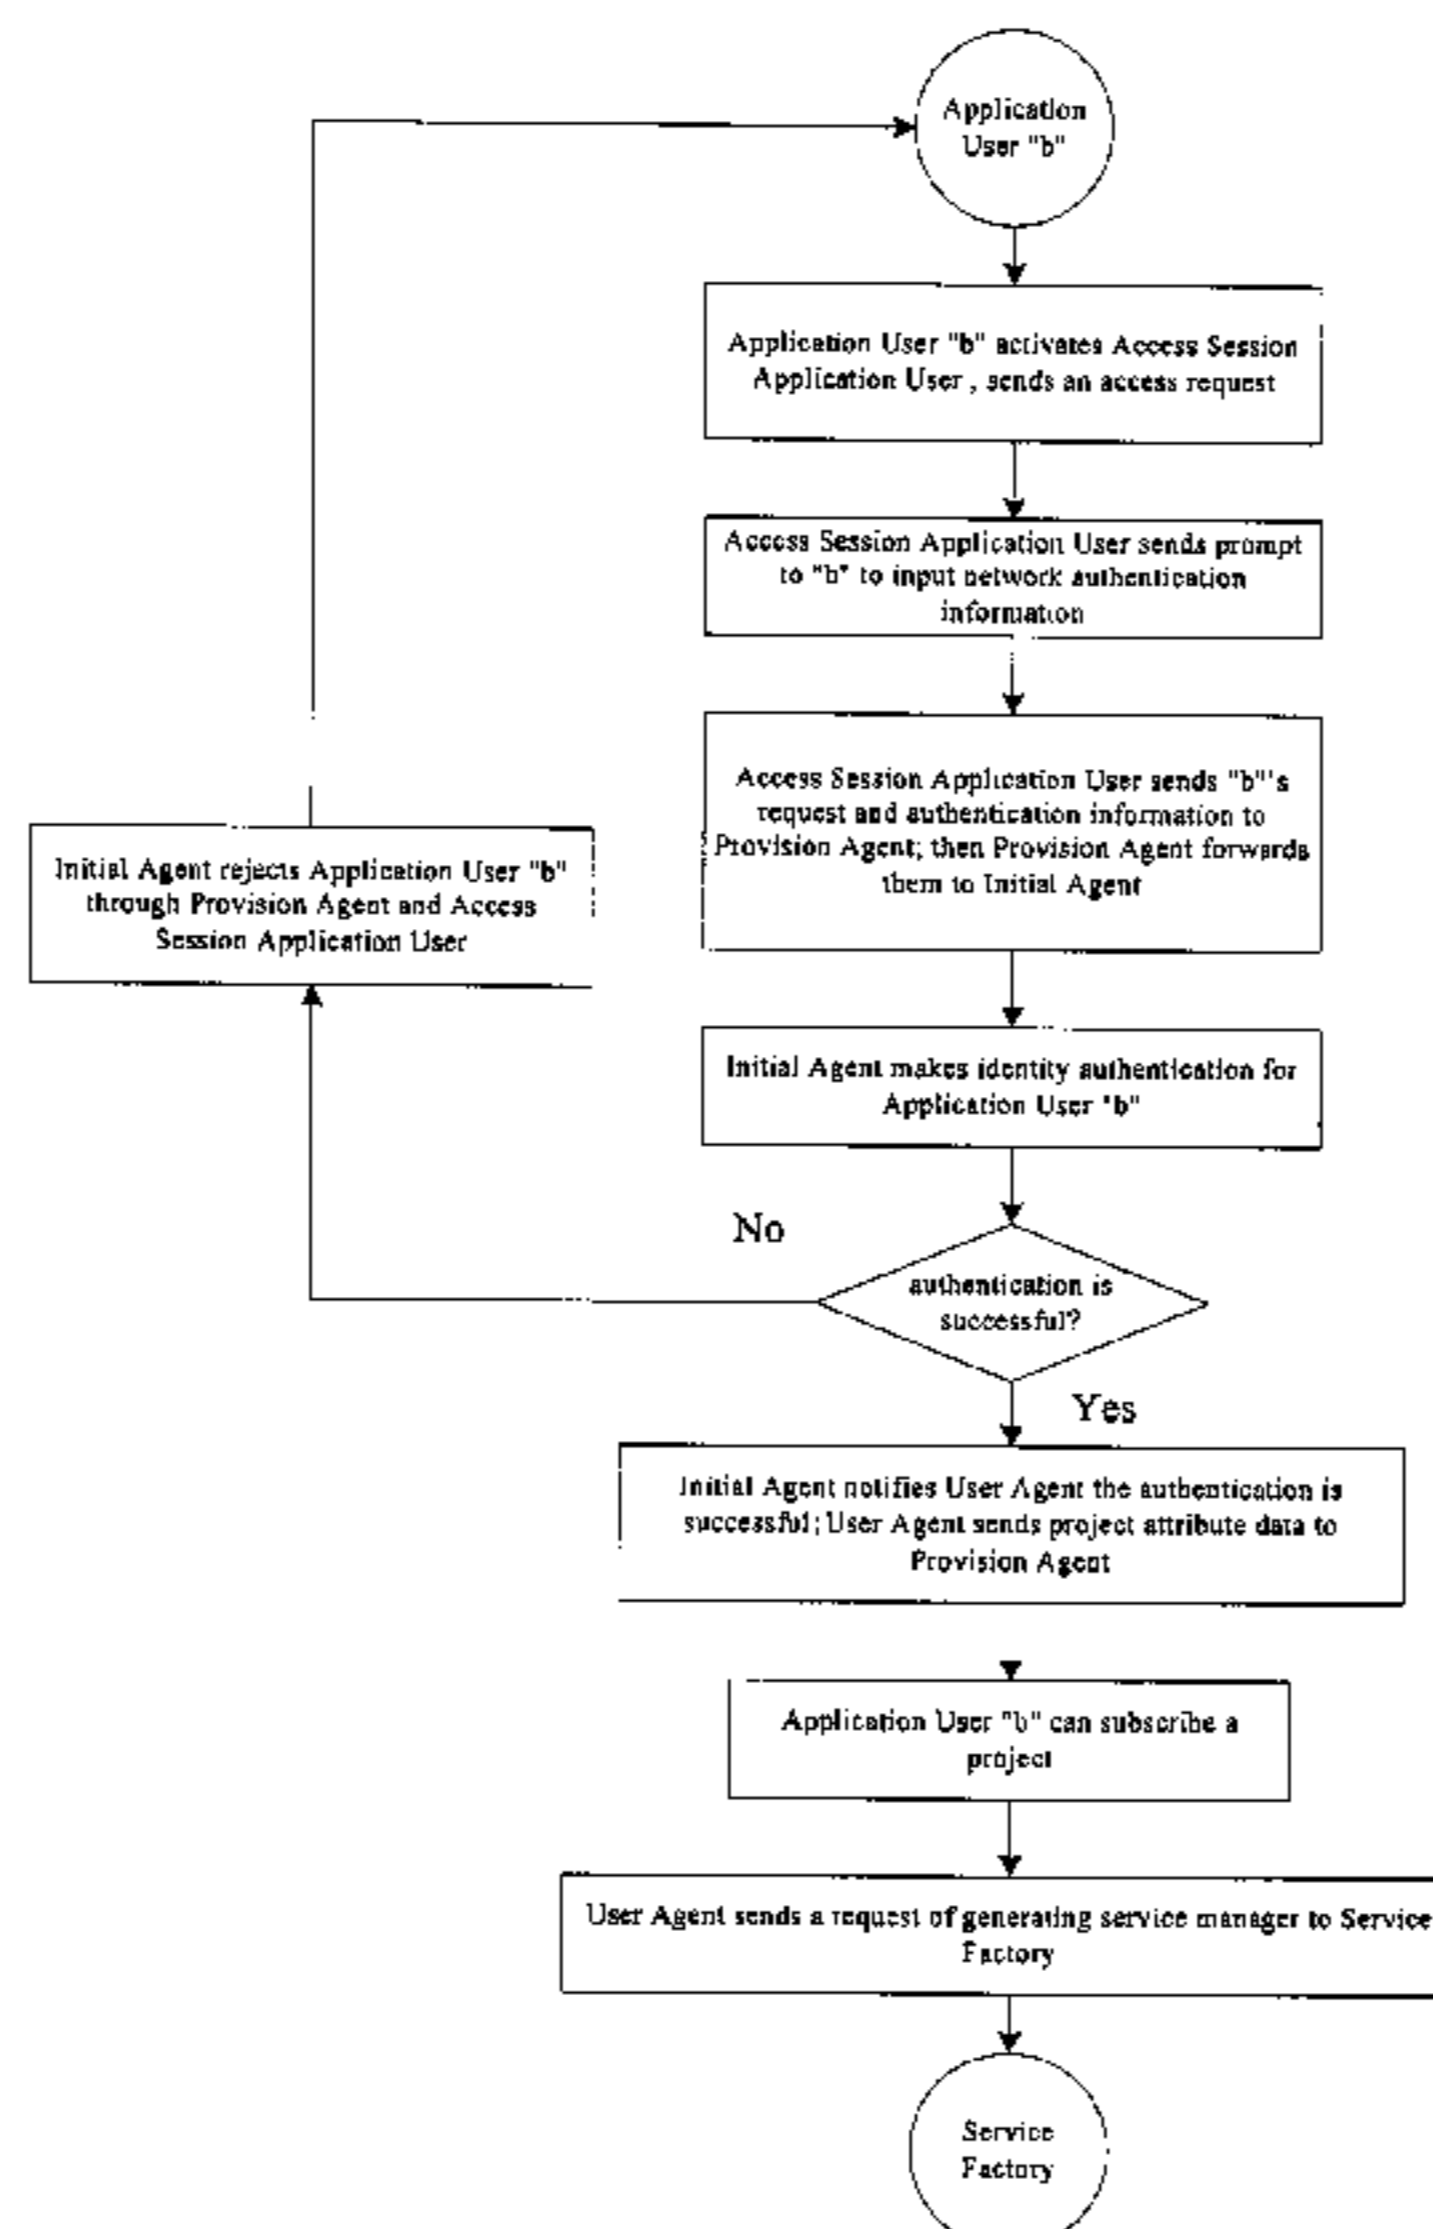 Application
User "b"
Application User "b" activates Access Session
Application User , sends an access request
Access Session Application User sends prompt
to "b" to input network authentication
information
Access Session Application User sends "b"'s
request and authentication information to
Provision Agent; then Provision Agent forwards
them to Initial Agent
Initial Agent rejects Application User "b"
through Provision Agent and Access
Session Application User
Initial Agent makes identity authentication for
Application User "b"
No
authentication is
successful?
Yes
Initial Agent notifies User Agent the authentication is
successful; User Agent sends project attribute data to
Provision Agent
Application User "b" can subscribe a
project
User Agent sends a request of generating service manager to Service
Factory
Service
Factory